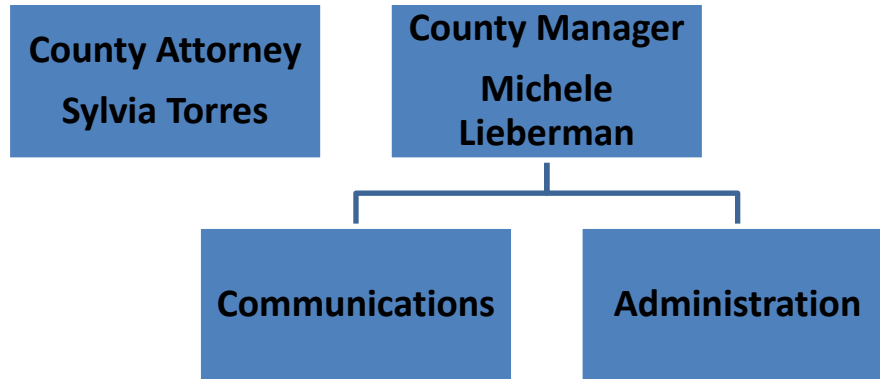 County Attorney
Sylvia Torres
County Manager
Michele
Lieberman
Communications
Administration